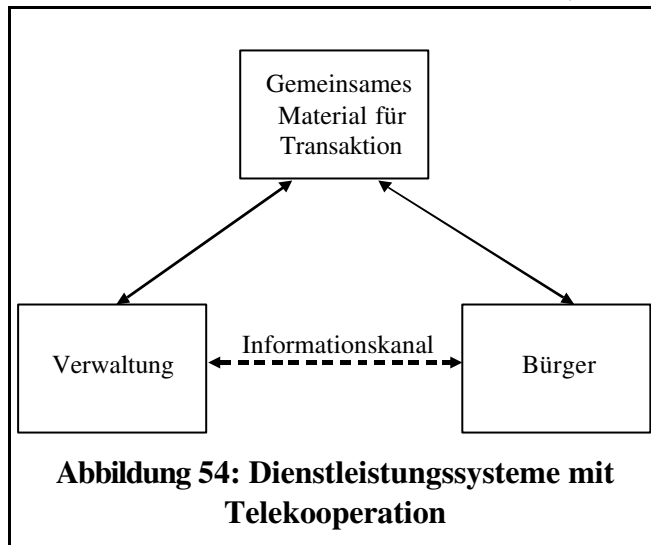 Gemeinsames
Material für
Transaktion
Verwaltung
Informationskanal
Bürger
Abbildung 54: Dienstleistungssysteme mit
Telekooperation